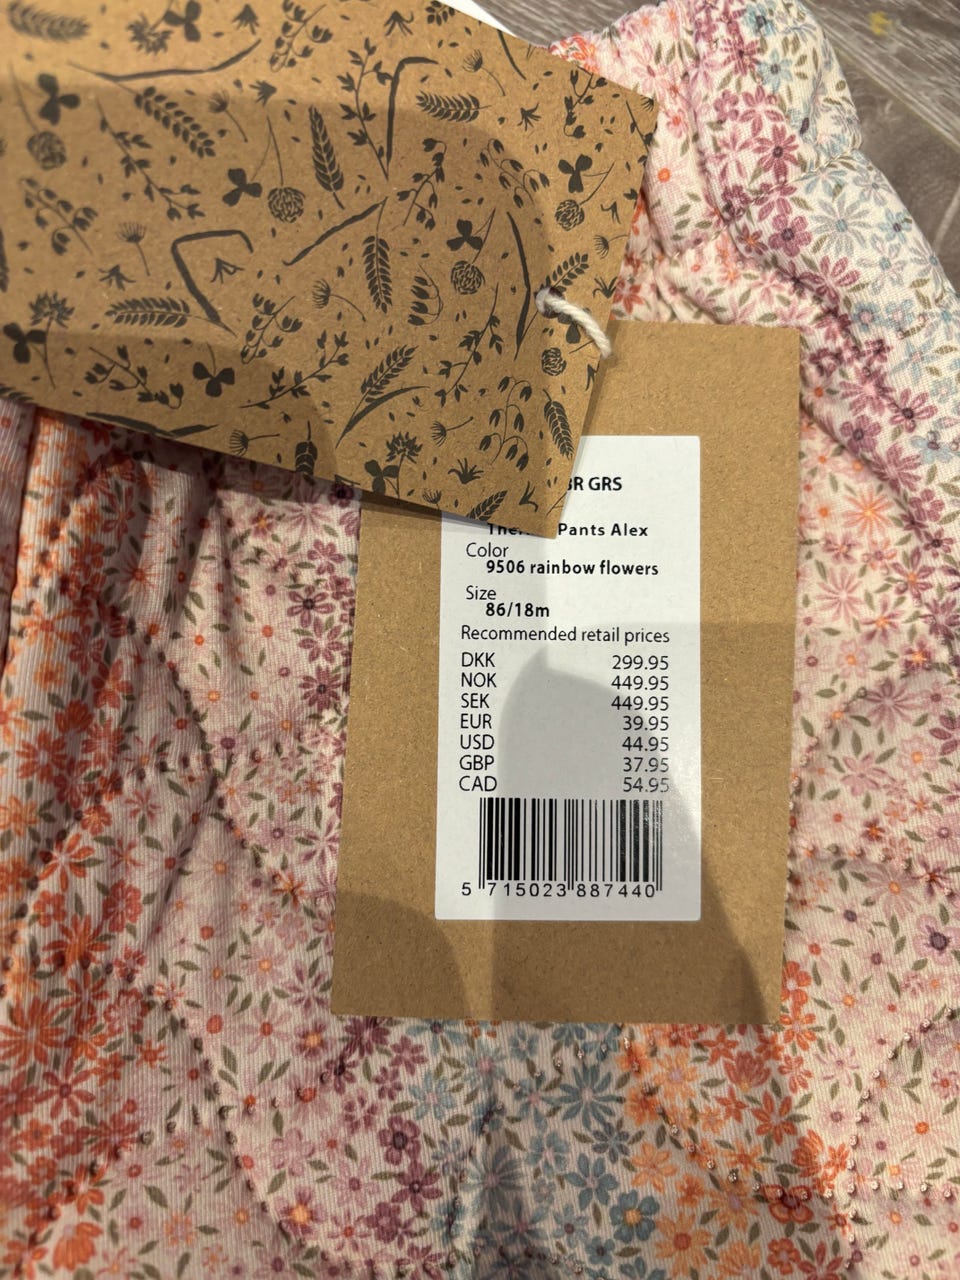 GRS
Pants Alex
Color
9506 rainbow flowers
Size
86/18m
Recommended retail prices
DKK 299.95
NOK 449.95
SEK 449.95
EUR 39.95
USD 44.95
GBP 37.95
CAD 54.95
5 715023 887440